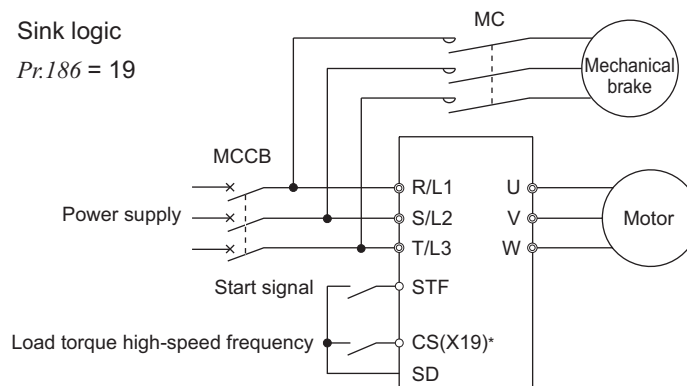 Sink logic
Pr.186 = 19
MC
Mechanical
brake
MCCB
Power supply
R/L1
S/L2
T/L3
U
V
W
Motor
Start signal
STF
Load torque high-speed frequency
CS(X19)*
SD